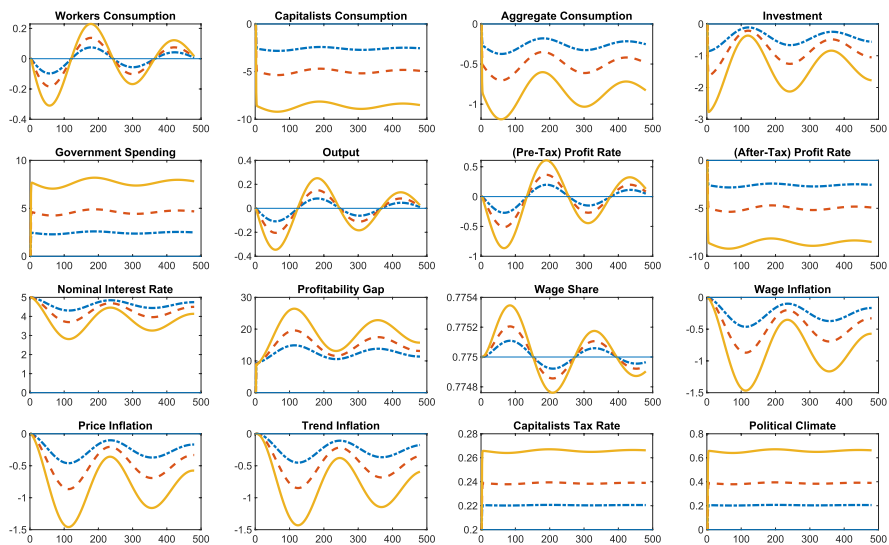 Workers Consumption
0.2
0
-0.2
-0.4
0 100 200 300 400 500
Capitalists Consumption
0
-5
-10
0 100 200 300 400 500
Aggregate Consumption
0
-0.5
-1
0 100 200 300 400 500
Investment
0
-1
-2
-3
0 100 200 300 400 500
Government Spending
10
5
0
0 100 200 300 400 500
Output
0.4
0.2
0
-0.2
-0.4
0 100 200 300 400 500
(Pre-Tax) Profit Rate
0.5
0
-0.5
-1
0 100 200 300 400 500
(After-Tax) Profit Rate
0
-5
-10
0 100 200 300 400 500
Nominal Interest Rate
5
4
3
2
1
0
0 100 200 300 400 500
Profitability Gap
30
20
10
0
0 100 200 300 400 500
Wage Share
0.7754
0.7752
0.775
0.7748
0 100 200 300 400 500
Wage Inflation
0
-0.5
-1
-1.5
0 100 200 300 400 500
Price Inflation
0
-0.5
-1
-1.5
0 100 200 300 400 500
Trend Inflation
0
-0.5
-1
-1.5
0 100 200 300 400 500
Capitalists Tax Rate
0.28
0.26
0.24
0.22
0.2
0 100 200 300 400 500
Political Climate
0.8
0.6
0.4
0.2
0
0 100 200 300 400 500